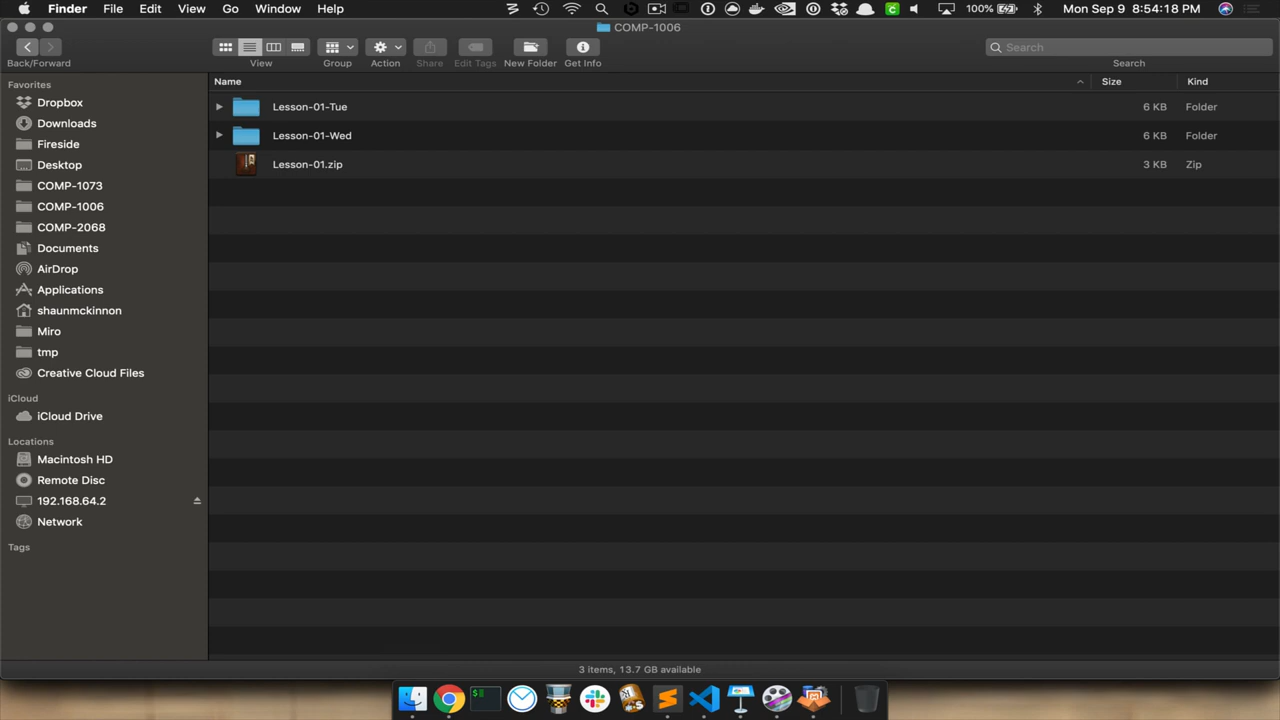 Finder File Edit View Go Window Help 100% Mon Sep 9 8:54:18 PM
COMP-1006
Search
Back/Forward View Group Action Share Edit Tags New Folder Get Info Search
Favorites
Dropbox
Downloads
Fireside
Desktop
COMP-1073
COMP-1006
COMP-2068
Documents
AirDrop
Applications
shaunmckinnon
Miro
tmp
Creative Cloud Files
iCloud
iCloud Drive
Locations
Macintosh HD
Remote Disc
192.168.64.2
Network
Tags
Name Size Kind
Lesson-01-Tue 6 KB Folder
Lesson-01-Wed 6 KB Folder
Lesson-01.zip 3 KB Zip
3 items, 13.7 GB available